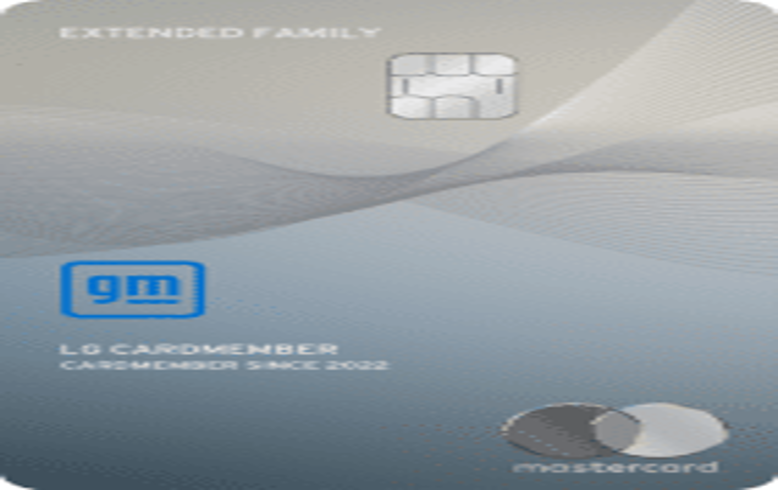 EXTENDED FAMILY
gm
LG CARDMEMBER
CARDMEMBER SINCE 2022
mastercard